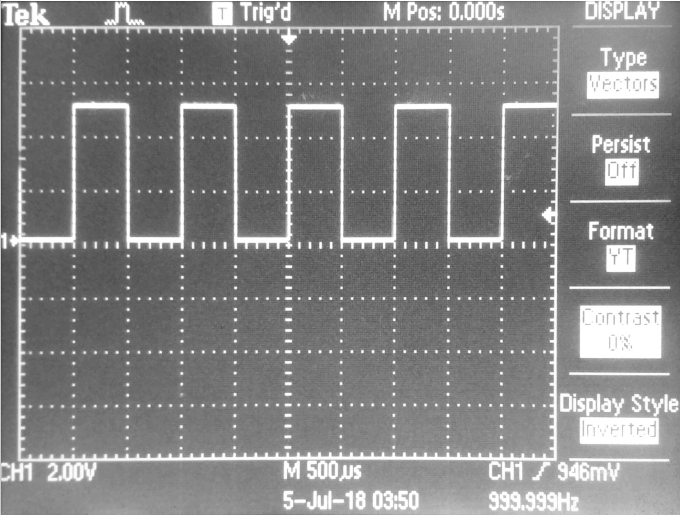 Tek T Trig'd M Pos: 0.000s DISPLAY
Type
Vectors
Persist
Off
Format
YT
Contrast
0%
Display Style
Inverted
1
CH1 2.00V M 500µs CH1 946mV
5-Jul-18 03:50 999.999Hz